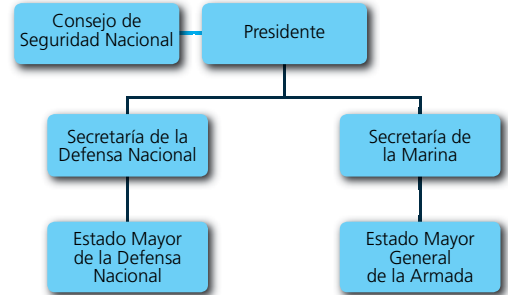 Consejo de
Seguridad Nacional
Presidente
Secretaría de la
Defensa Nacional
Secretaría de
la Marina
Estado Mayor
de la Defensa
Nacional
Estado Mayor
General
de la Armada